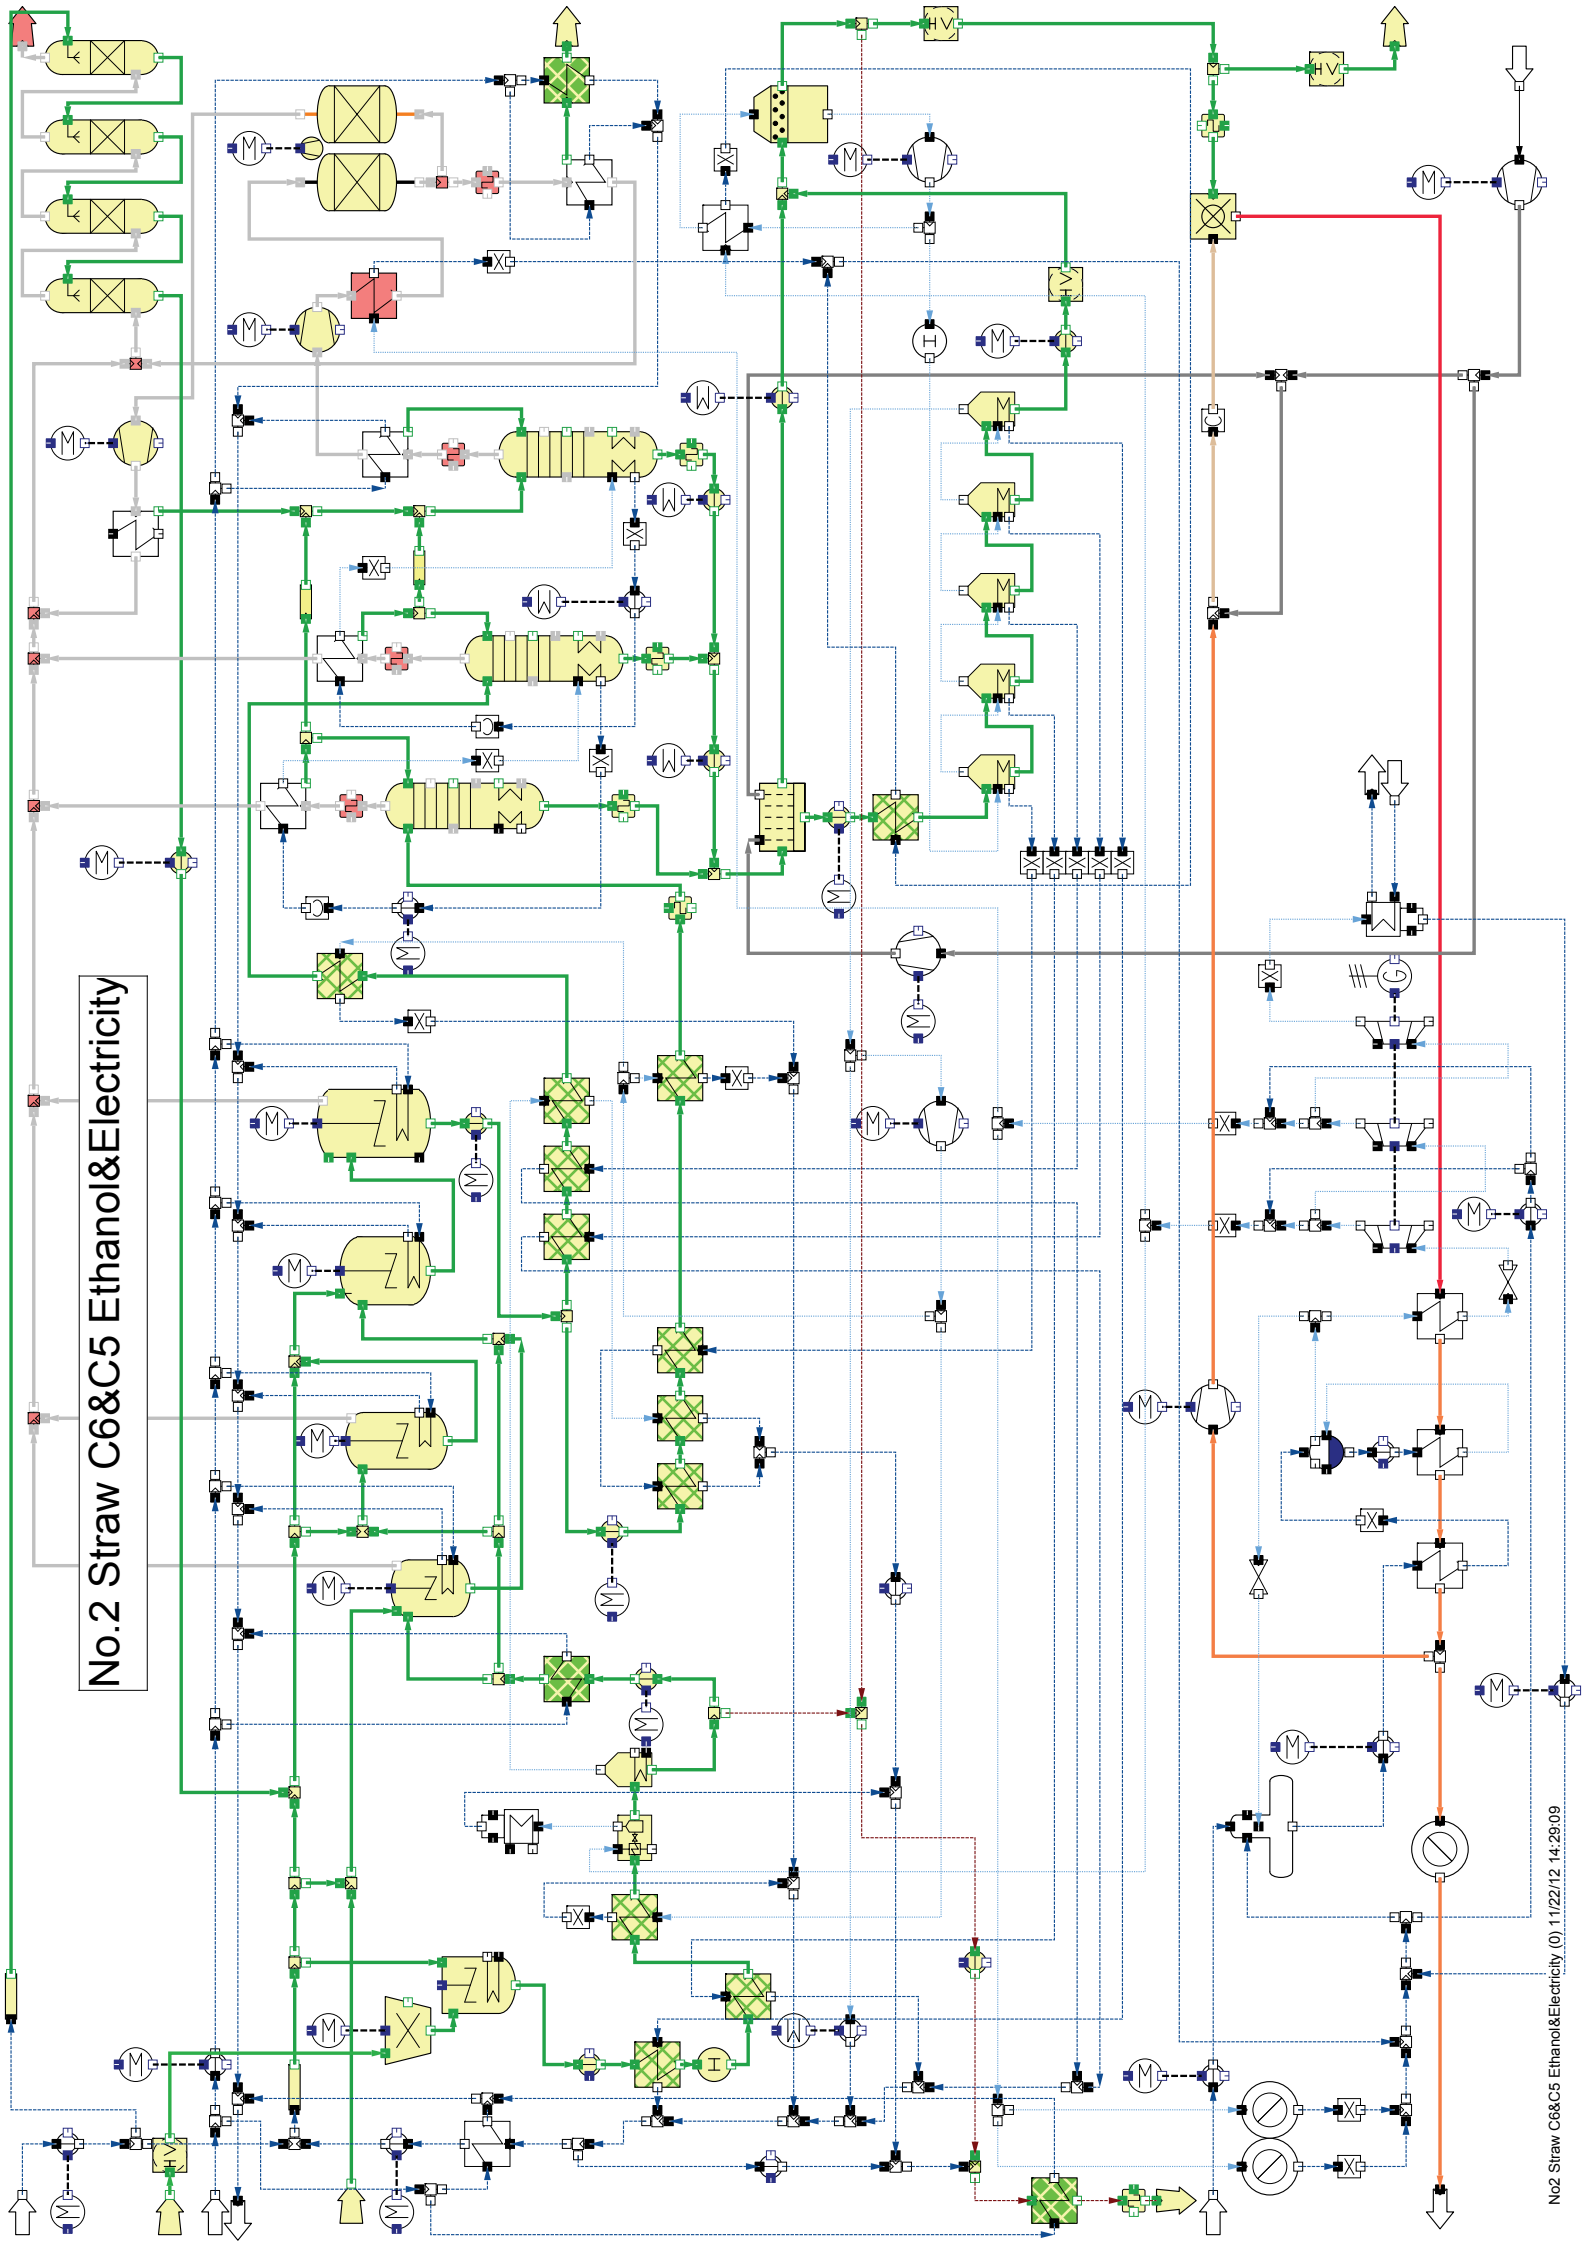 No.2 Straw C6&C5 Ethanol&Electricity
No2 Straw C6&C5 Ethanol&Electricity (0) 11/22/12 14:29:09